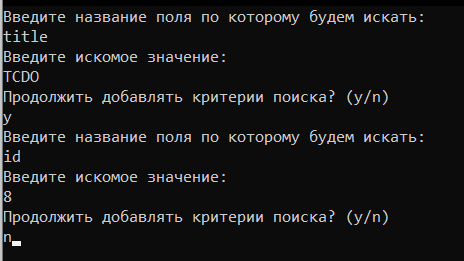 Введите название поля по которому будем искать:
title
Введите искомое значение:
TCDO
Продолжить добавлять критерии поиска? (y/n)
y
Введите название поля по которому будем искать:
id
Введите искомое значение:
8
Продолжить добавлять критерии поиска? (y/n)
n